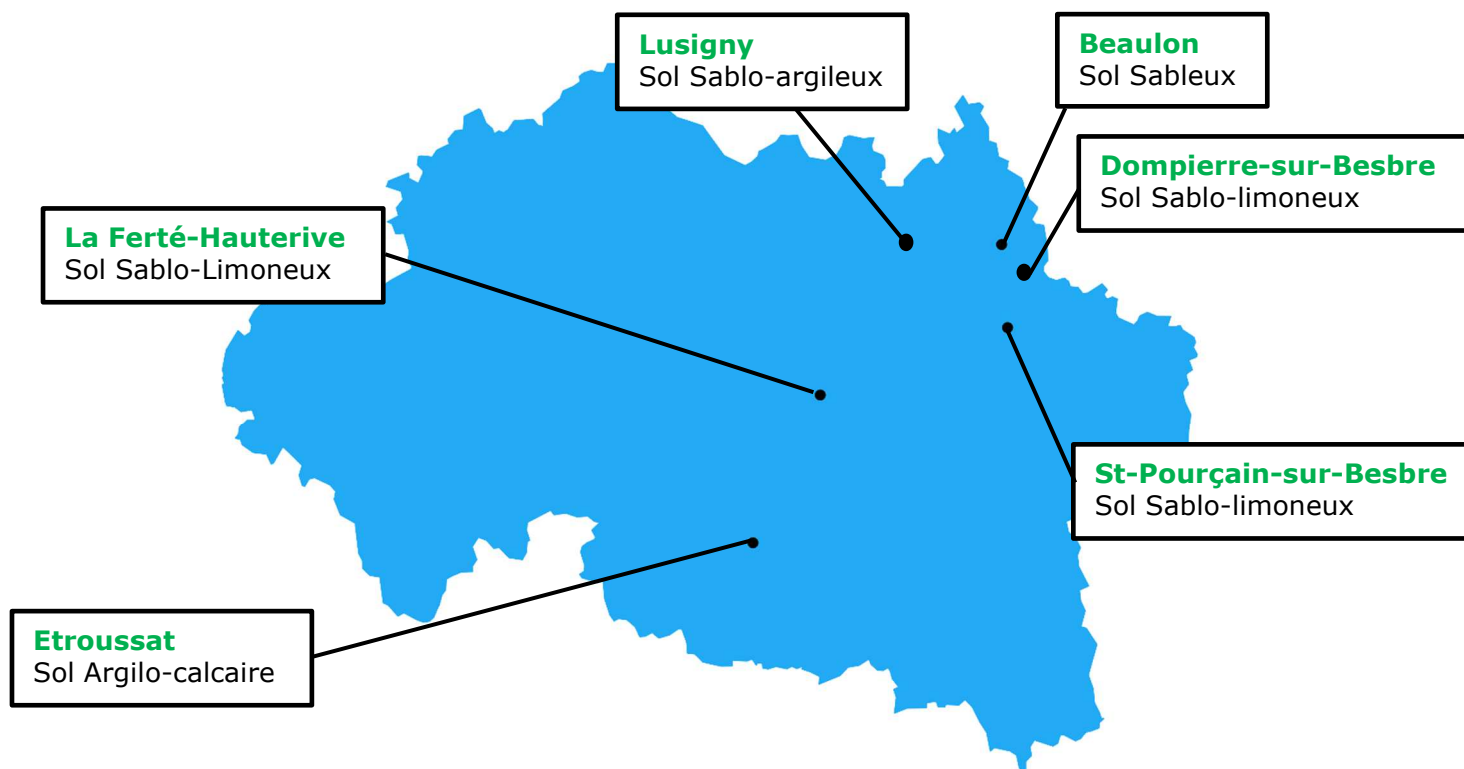 Lusigny
Sol Sablo-argileux
Beaulon
Sol Sableux
Dompierre-sur-Besbre
Sol Sablo-limoneux
La Ferté-Hauterive
Sol Sablo-Limoneux
St-Pourçain-sur-Besbre
Sol Sablo-limoneux
Etroussat
Sol Argilo-calcaire